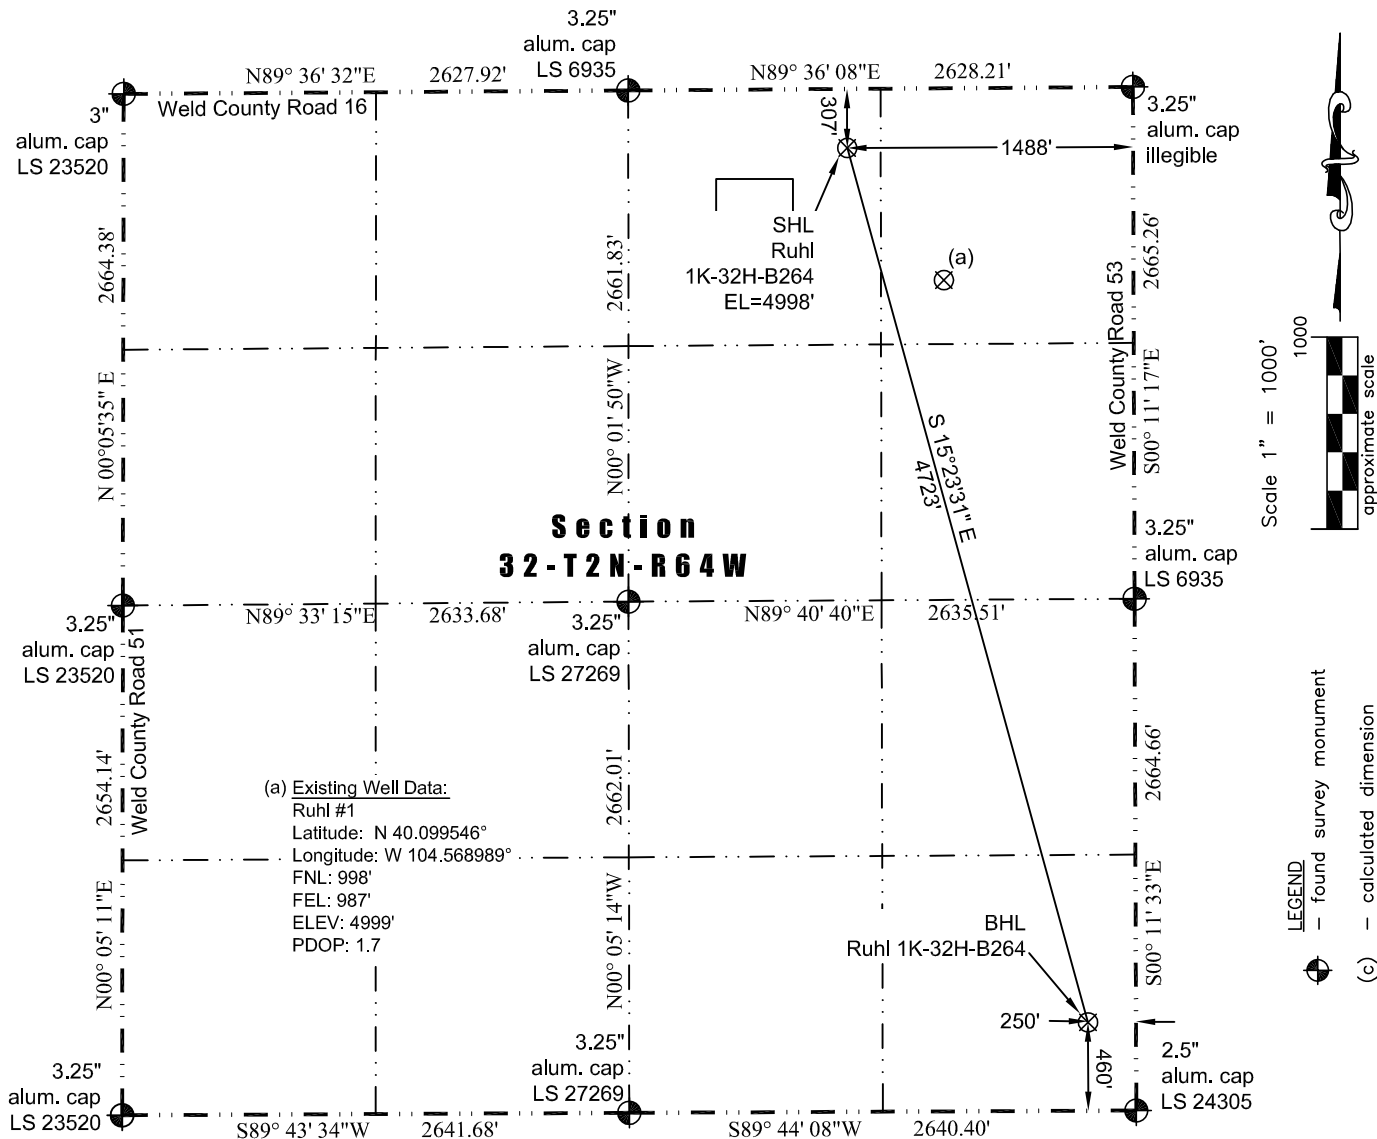 3.25"
alum. cap
LS 6935
N89° 36' 32"E 2627.92'
N89° 36' 08"E 2628.21'
Weld County Road 16
3"
alum. cap
LS 23520
3.25"
alum. cap
illegible
307'
1488'
SHL
Ruhl
1K-32H-B264
EL=4998'
(a)
2664.38'
2661.83'
2665.26'
Weld County Road 53
N 00°05'35" E
N00° 01' 50"W
S00° 11' 17"E
S 15°23'31" E
4723'
Scale 1" = 1000'
1000
approximate scale
Section
32-T2N-R64W
3.25"
alum. cap
LS 6935
N89° 33' 15"E 2633.68'
N89° 40' 40"E 2635.51'
3.25"
alum. cap
LS 23520
3.25"
alum. cap
LS 27269
Weld County Road 51
2654.14'
2662.01'
2664.66'
(a) Existing Well Data:
Ruhl #1
Latitude: N 40.099546°
Longitude: W 104.568989°
FNL: 998'
FEL: 987'
ELEV: 4999'
PDOP: 1.7
N00° 05' 11"E
N00° 05' 14"W
S00° 11' 33"E
BHL
Ruhl 1K-32H-B264
250'
460'
LEGEND
– found survey monument
(c) – calculated dimension
3.25"
alum. cap
LS 23520
3.25"
alum. cap
LS 27269
2.5"
alum. cap
LS 24305
S89° 43' 34"W 2641.68'
S89° 44' 08"W 2640.40'